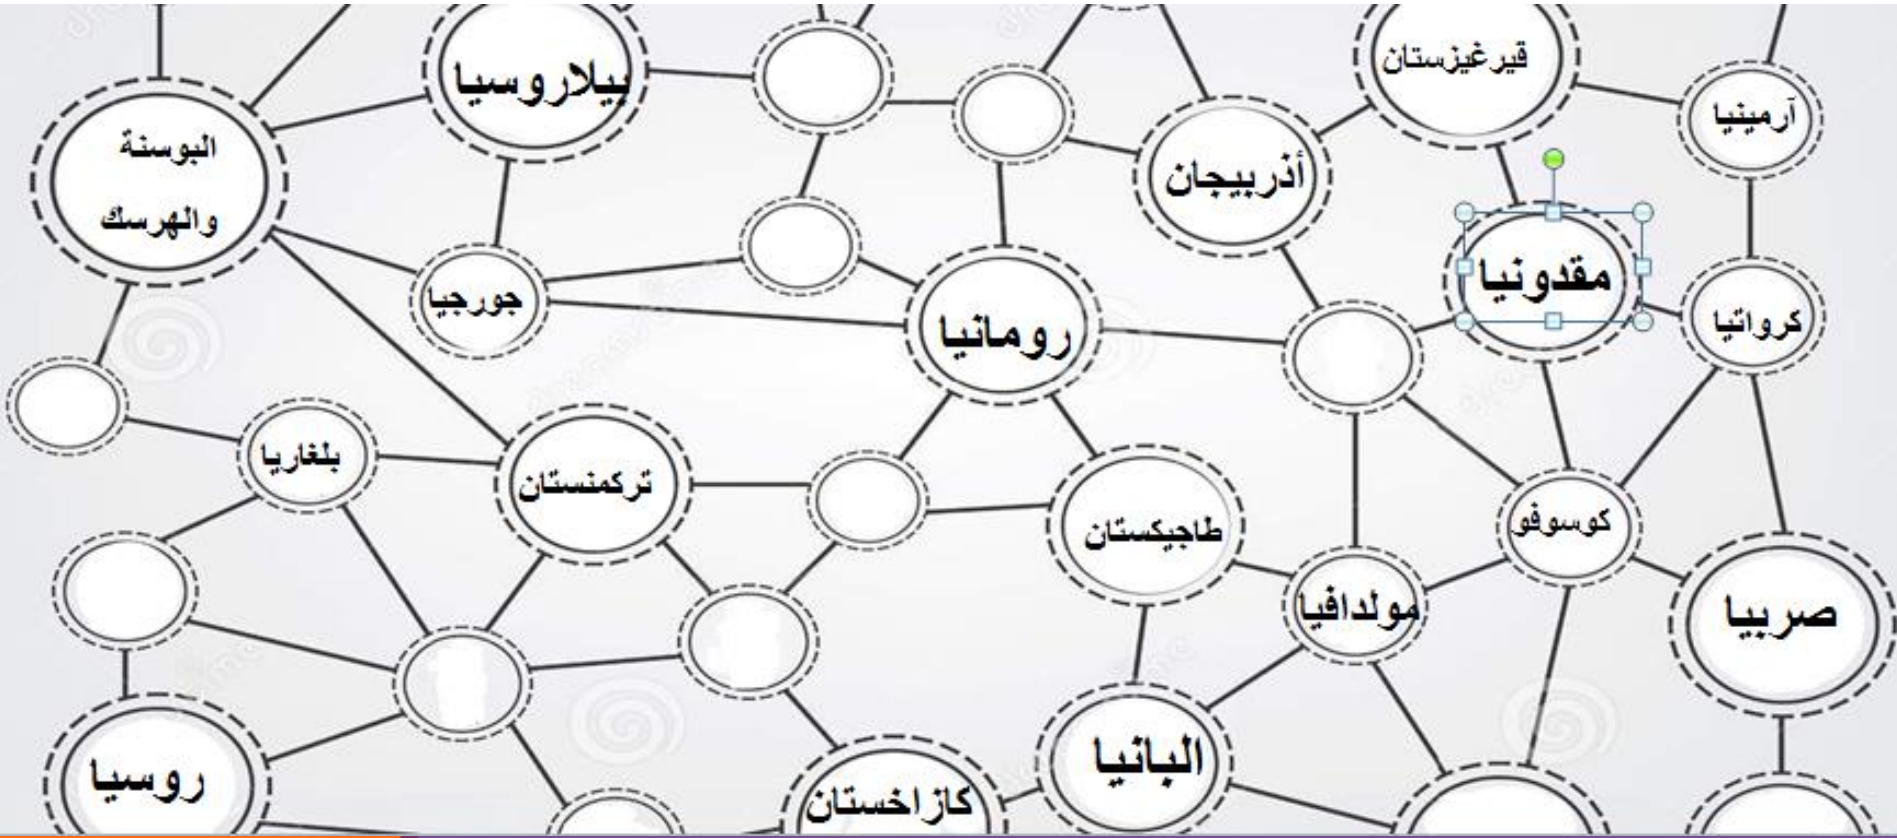 قيرغيزستان
بيلاروسيا
آرمينيا
البوسنة
والهرسك
أذربيجان
مقدونيا
جورجيا
كرواتيا
رومانيا
بلغاريا
تركمنستان
كوسوفو
طاجيكستان
مولدافيا
صربيا
البانيا
روسيا
كازاخستان